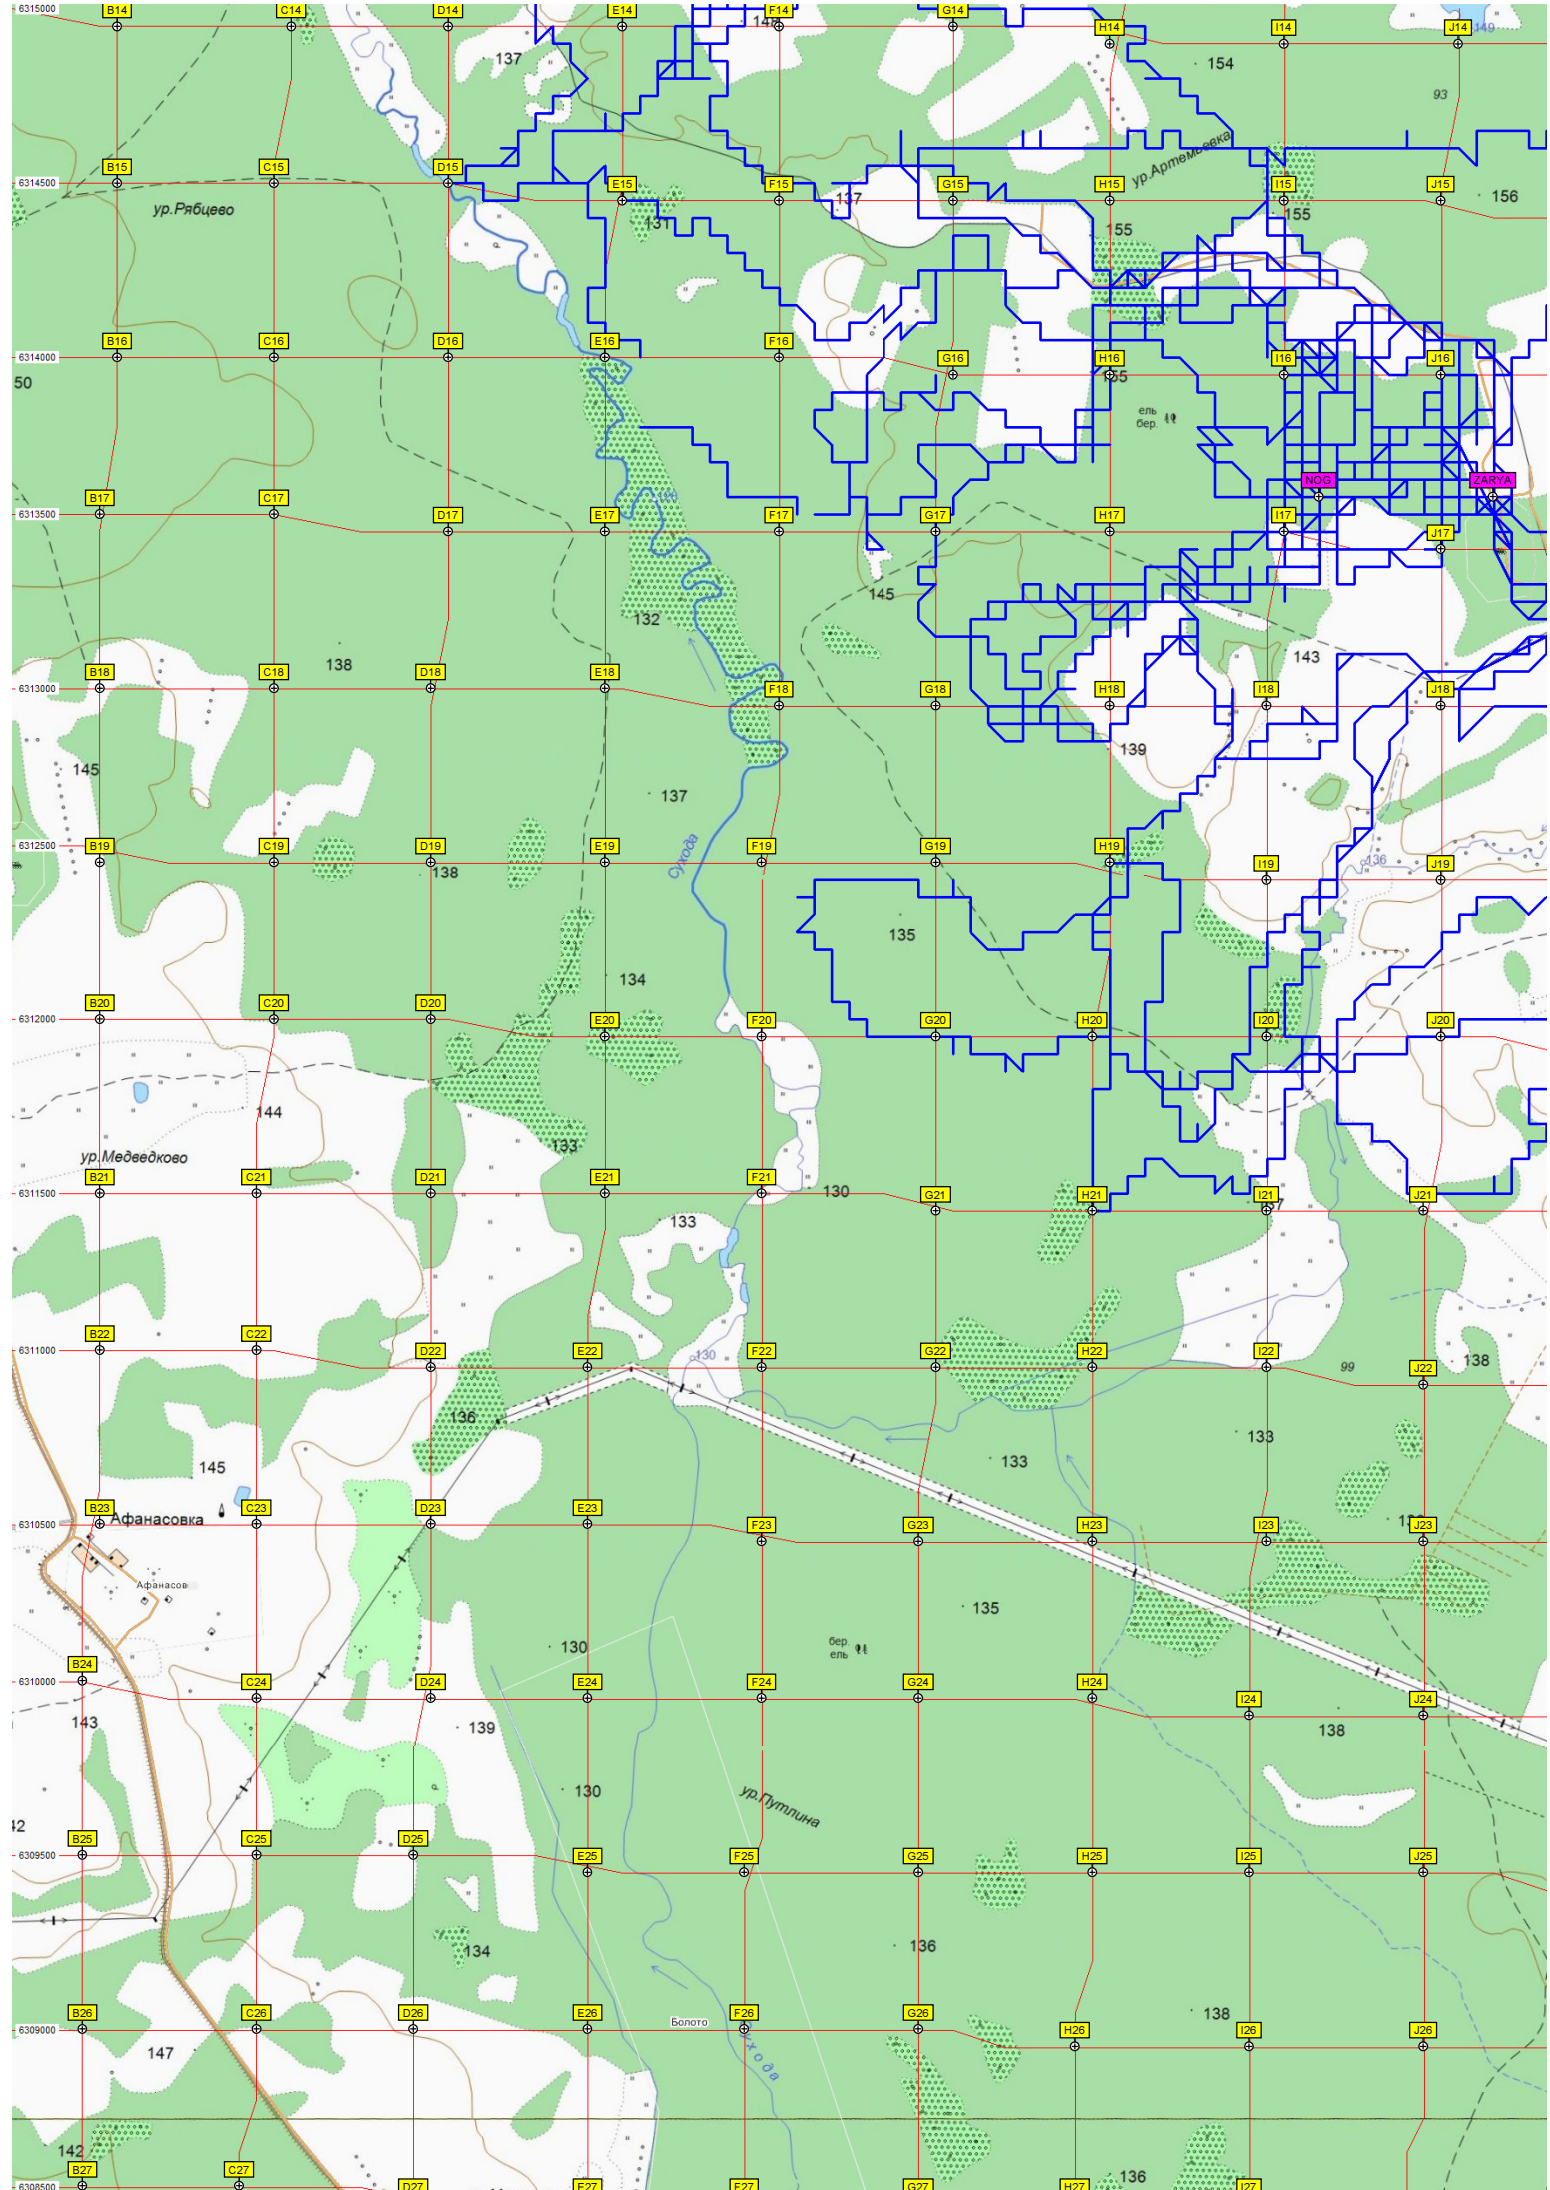 6315000 B14 C14 D14 E14 F14 G14 H14 I14 J14
137
154
149
93
B15 C15 D15 E15 F15 G15 H15 I15 J15
6314500
ур.Артемьевка
ур.Рябцево
131
137
155
155
156
B16 C16 D16 E16 F16 G16 H16 I16 J16
6314000
50
155
ель
бер.
NOG
ZARYA
B17 C17 D17 E17 F17 G17 H17 I17 J17
6313500
145
132
138
143
B18 C18 D18 E18 F18 G18 H18 I18 J18
6313000
139
145
137
Сухода
B19 C19 D19 E19 F19 G19 H19 I19 J19
6312500
136
138
135
134
B20 C20 D20 E20 F20 G20 H20 I20 J20
6312000
144
133
ур.Медведково
B21 C21 D21 E21 F21 G21 H21 I21 J21
6311500
130
133
B22 C22 D22 E22 F22 G22 H22 I22 J22
6311000
130
99
138
136
133
133
145
B23 C23 D23 E23 F23 G23 H23 I23 J23
6310500
Афанасовка
Афанасов
135
130
бер.
ель
B24 C24 D24 E24 F24 G24 H24 I24 J24
6310000
143
139
138
130
ур.Путлина
42
B25 C25 D25 E25 F25 G25 H25 I25 J25
6309500
134
136
138
B26 C26 D26 E26 F26 G26 H26 I26 J26
6309000
Болото
Сухода
147
142
136
B27 C27 D27 E27 F27 G27 H27 I27
6308500